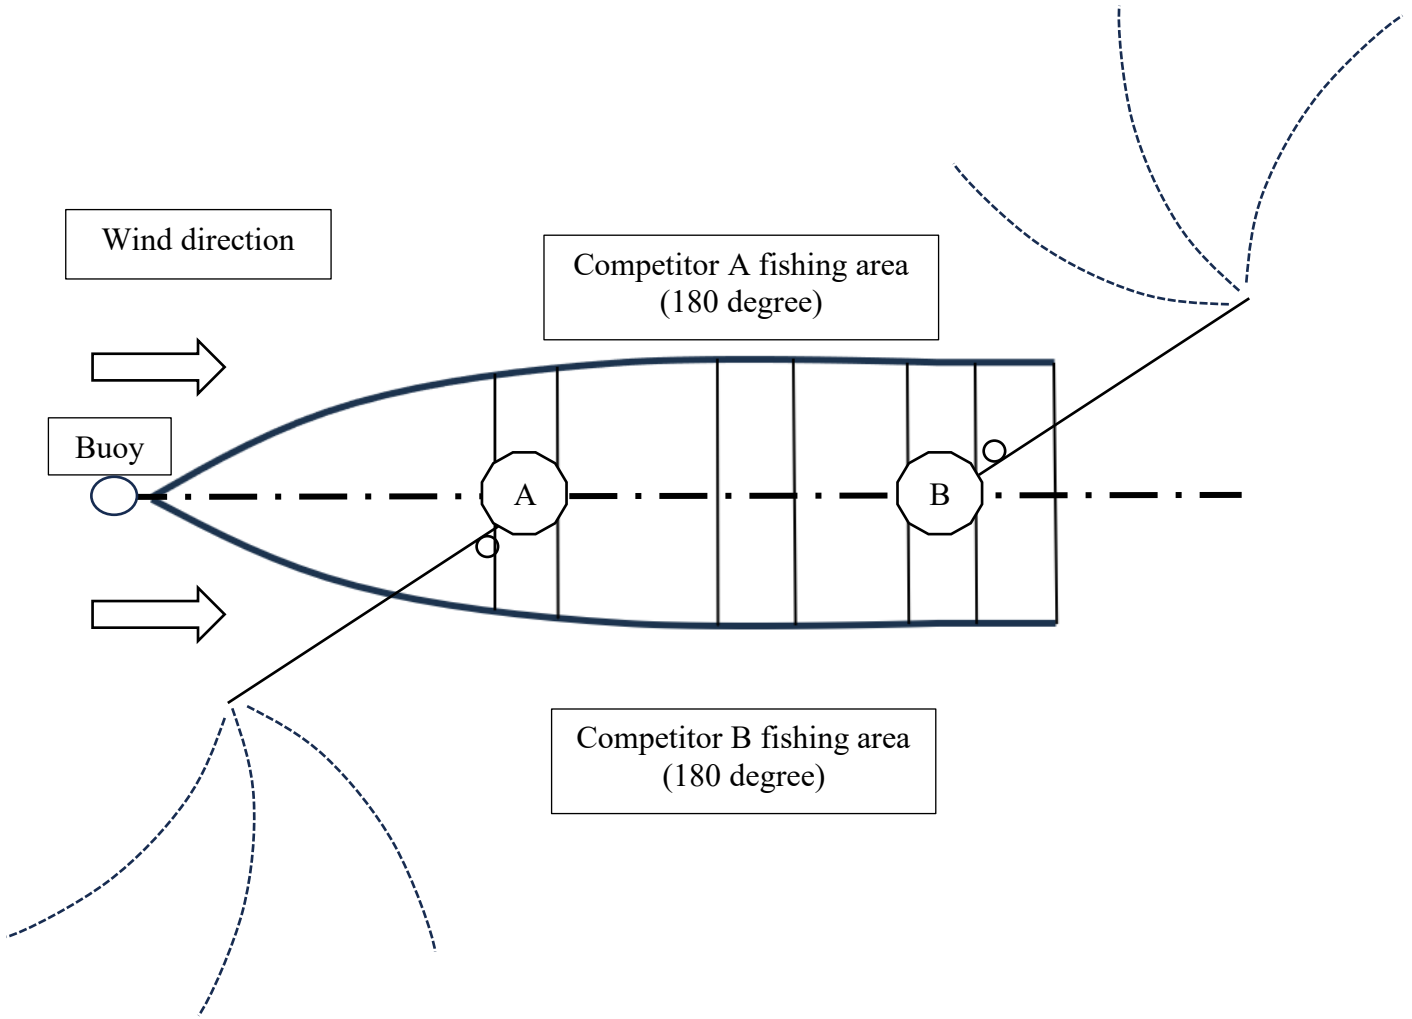 Wind direction
Competitor A fishing area
(180 degree)
Buoy
A
B
Competitor B fishing area
(180 degree)